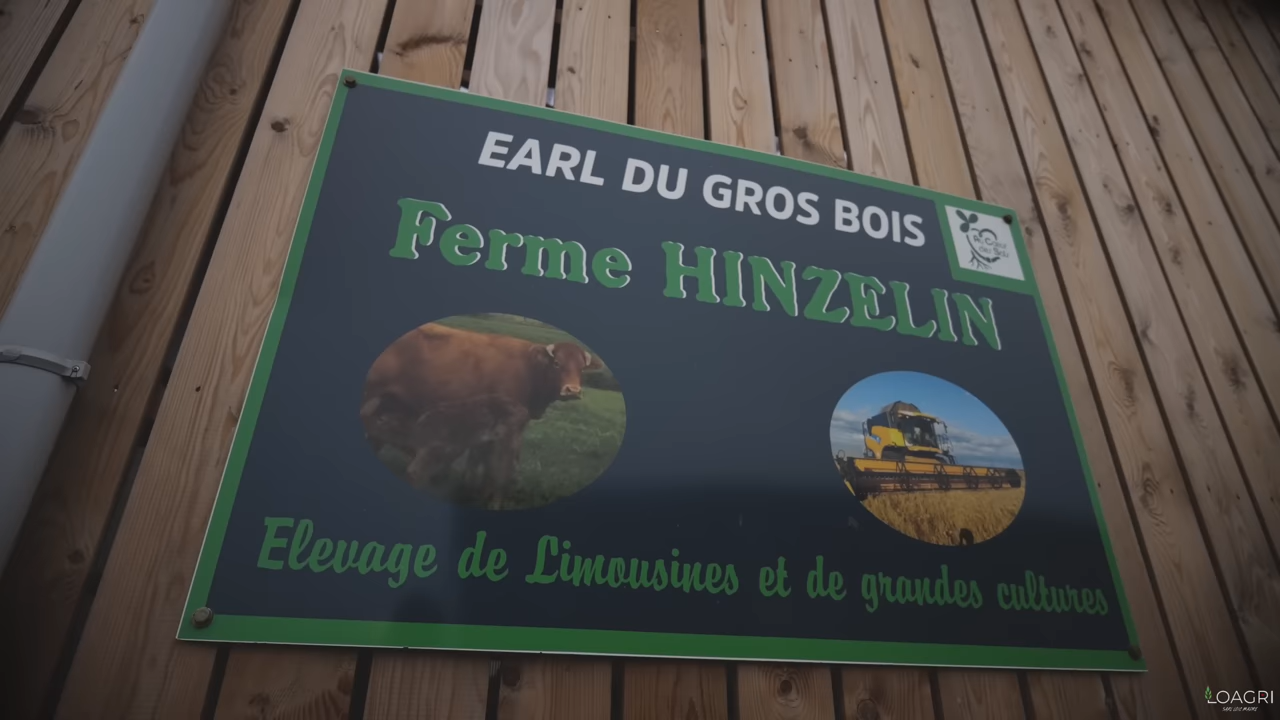 EARL DU GROS BOIS
Ferme HINZELIN
Elevage de Limousines et de grandes cultures
LOAGRI